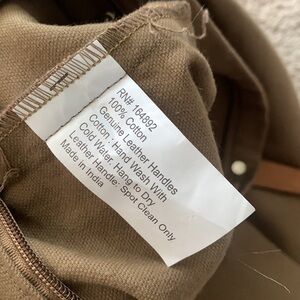 RN# 164892
100% Cotton
Genuine Leather Handles
Cotton : Hand Wash With
Cold Water, Hang to Dry
Leather Handle: Spot Clean Only
Made in India